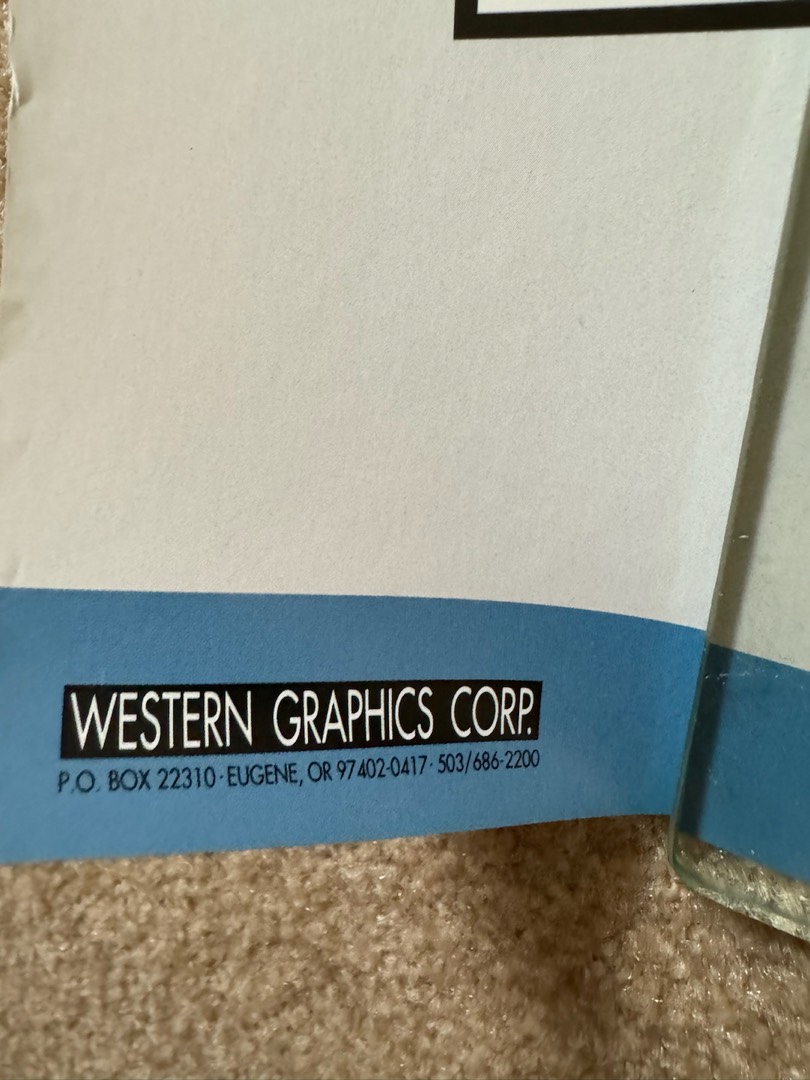 WESTERN GRAPHICS CORP.
P.O. BOX 22310 · EUGENE, OR 97402-0417 · 503/686-2200